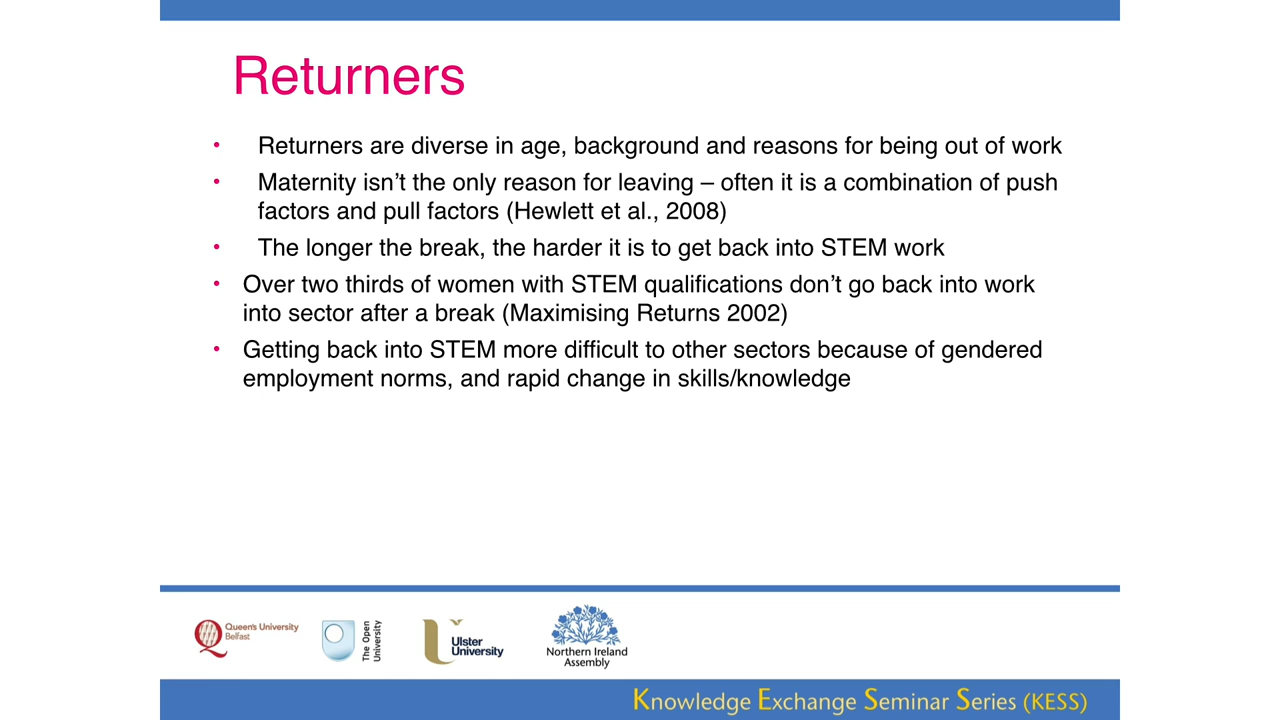 Returners
• Returners are diverse in age, background and reasons for being out of work
• Maternity isn’t the only reason for leaving – often it is a combination of push
factors and pull factors (Hewlett et al., 2008)
• The longer the break, the harder it is to get back into STEM work
• Over two thirds of women with STEM qualifications don’t go back into work
into sector after a break (Maximising Returns 2002)
• Getting back into STEM more difficult to other sectors because of gendered
employment norms, and rapid change in skills/knowledge
Queen's University
Belfast
The Open
University
Ulster
University
Northern Ireland
Assembly
Knowledge Exchange Seminar Series (KESS)